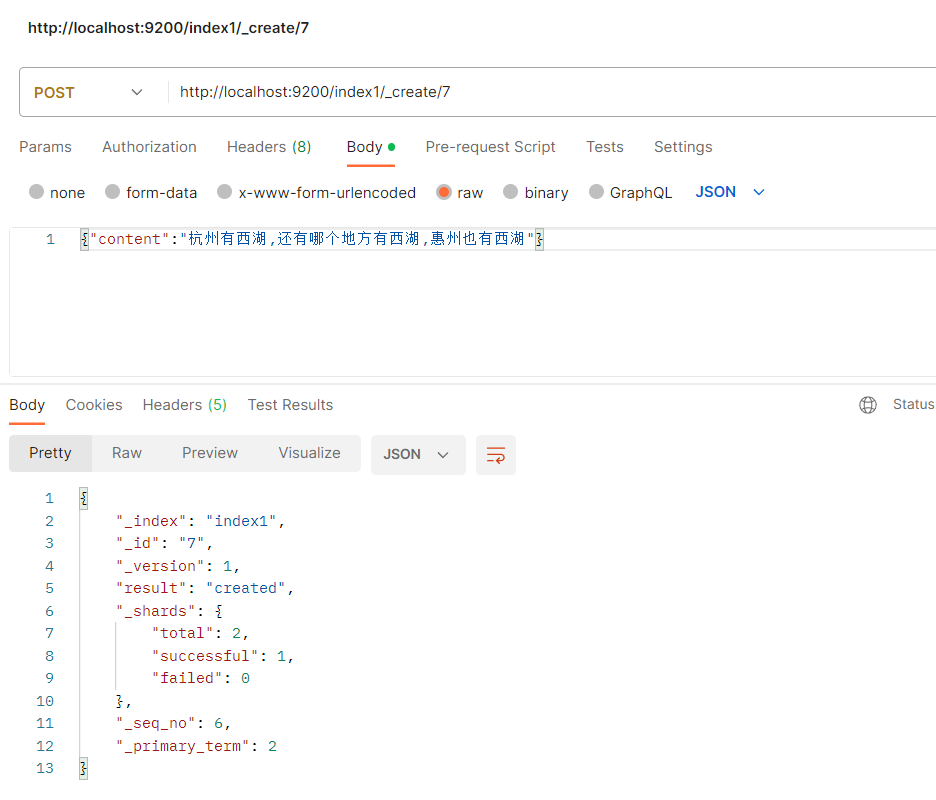 http://localhost:9200/index1/_create/7
POST http://localhost:9200/index1/_create/7
Params Authorization Headers (8) Body Pre-request Script Tests Settings
none form-data x-www-form-urlencoded raw binary GraphQL JSON
1 {"content":"杭州有西湖,还有哪个地方有西湖,惠州也有西湖"}
Body Cookies Headers (5) Test Results Status
Pretty Raw Preview Visualize JSON
1 {
2 "_index": "index1",
3 "_id": "7",
4 "_version": 1,
5 "result": "created",
6 "_shards": {
7 "total": 2,
8 "successful": 1,
9 "failed": 0
10 },
11 "_seq_no": 6,
12 "_primary_term": 2
13 }